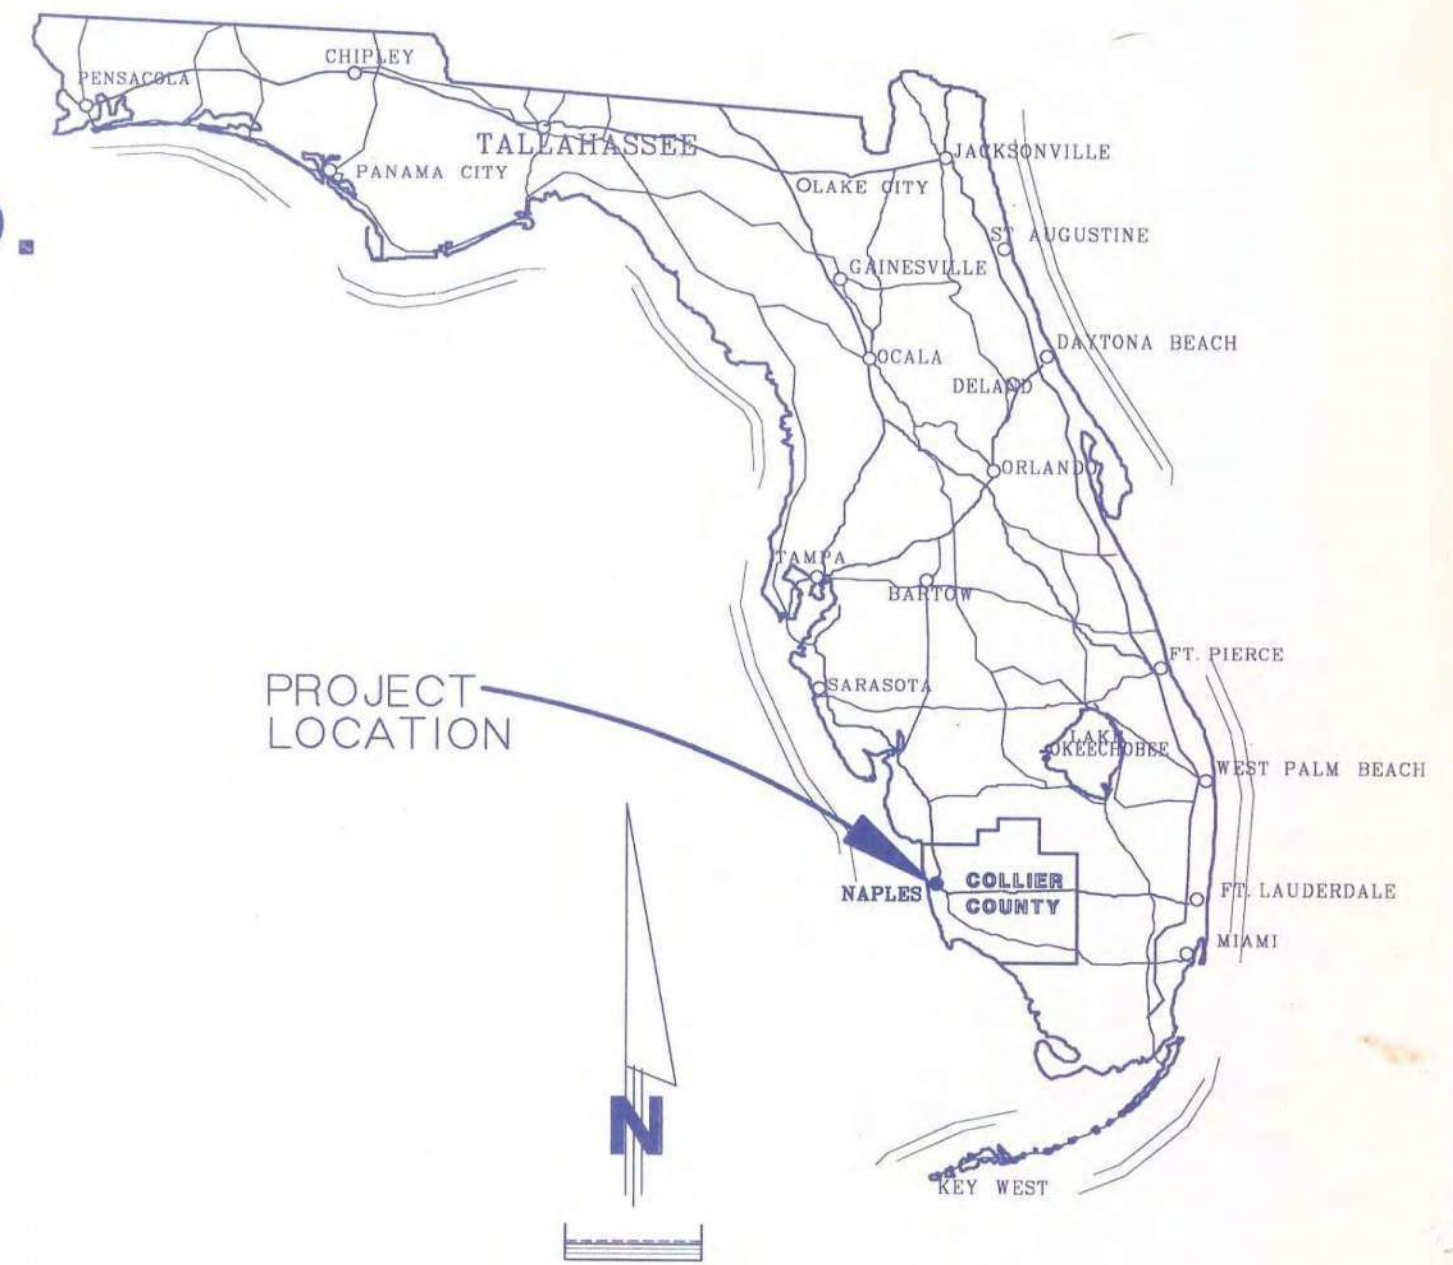 CHIPLEY
PENSACOLA
TALLAHASSEE
JACKSONVILLE
PANAMA CITY
LAKE CITY
ST AUGUSTINE
GAINESVILLE
DAYTONA BEACH
OCALA
DELAND
ORLANDO
TAMPA
BARTOW
FT. PIERCE
PROJECT
LOCATION
SARASOTA
LAKE
OKEECHOBEE
WEST PALM BEACH
COLLIER
COUNTY
NAPLES
FT. LAUDERDALE
MIAMI
N
KEY WEST